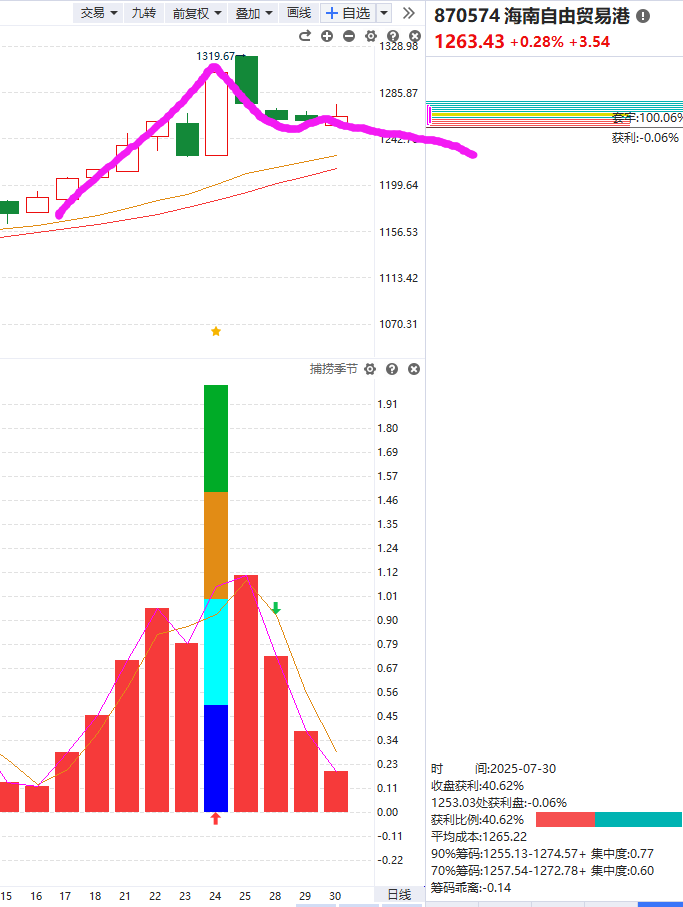 交易 九转 前复权 叠加 画线 自选
870574 海南自由贸易港
1263.43 +0.28% +3.54
1319.67
1328.98
1285.87
1199.64
1156.53
1113.42
1070.31
套牢:100.06%
获利:-0.06%
捕捞季节
1.91
1.80
1.69
1.57
1.46
1.35
1.24
1.12
1.01
0.90
0.79
0.67
0.56
0.45
0.34
0.23
0.11
0.00
-0.11
-0.22
15 16 17 18 21 22 23 24 25 28 29 30 日线
时 间:2025-07-30
收盘获利:40.62%
1253.03处获利盘:-0.06%
获利比例:40.62%
平均成本:1265.22
90%筹码:1255.13-1274.57+ 集中度:0.77
70%筹码:1257.54-1272.78+ 集中度:0.60
筹码乖离:-0.14